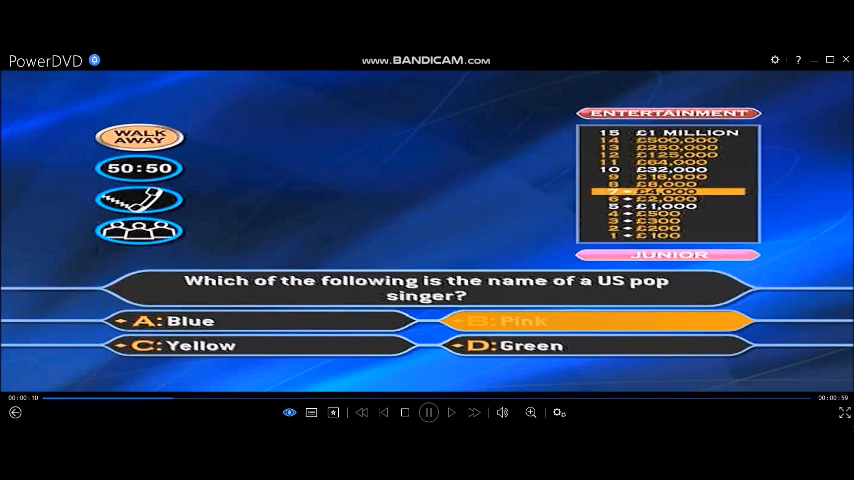 PowerDVD
www.BANDICAM.com
WALK AWAY
50:50
ENTERTAINMENT
15 £1 MILLION
14 £500,000
13 £250,000
12 £125,000
11 £64,000
10 £32,000
9 £16,000
8 £8,000
7 £4,000
6 £2,000
5 £1,000
4 £500
3 £300
2 £200
1 £100
JUNIOR
Which of the following is the name of a US pop
singer?
A: Blue
B: Pink
C: Yellow
D: Green
00:00:10
00:00:59